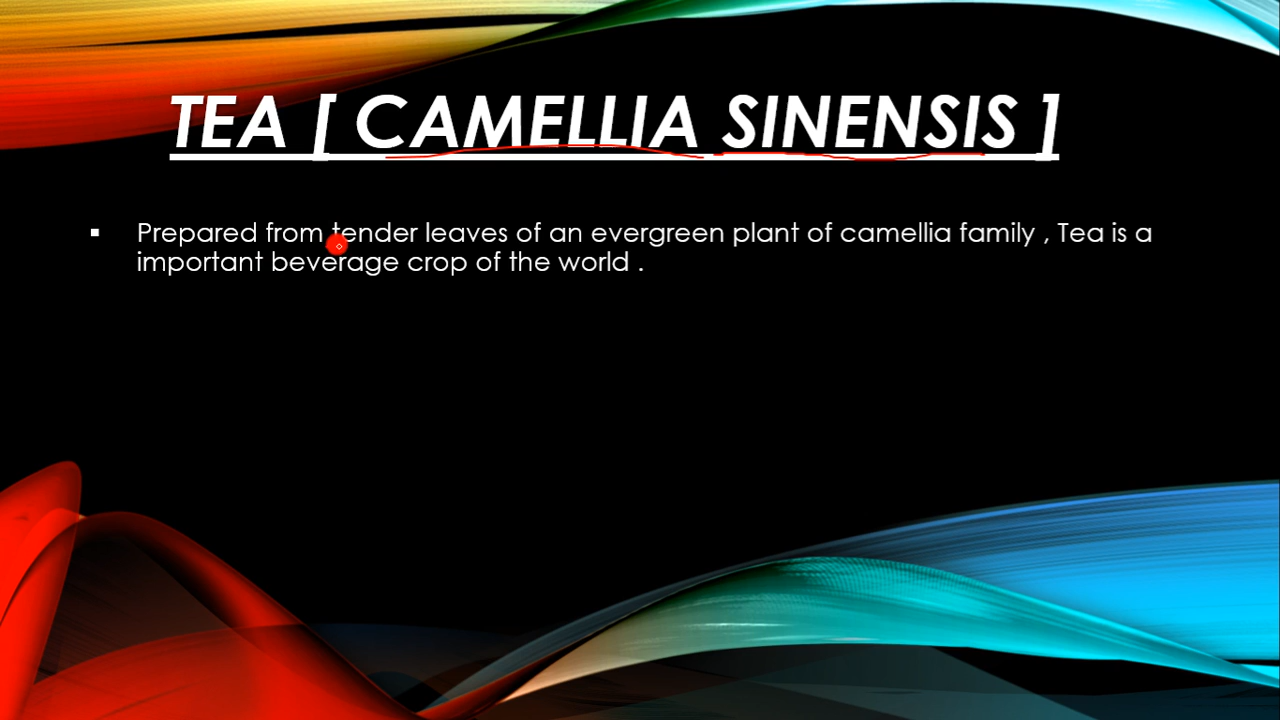 TEA [ CAMELLIA SINENSIS ]
▪ Prepared from tender leaves of an evergreen plant of camellia family , Tea is a
important beverage crop of the world .